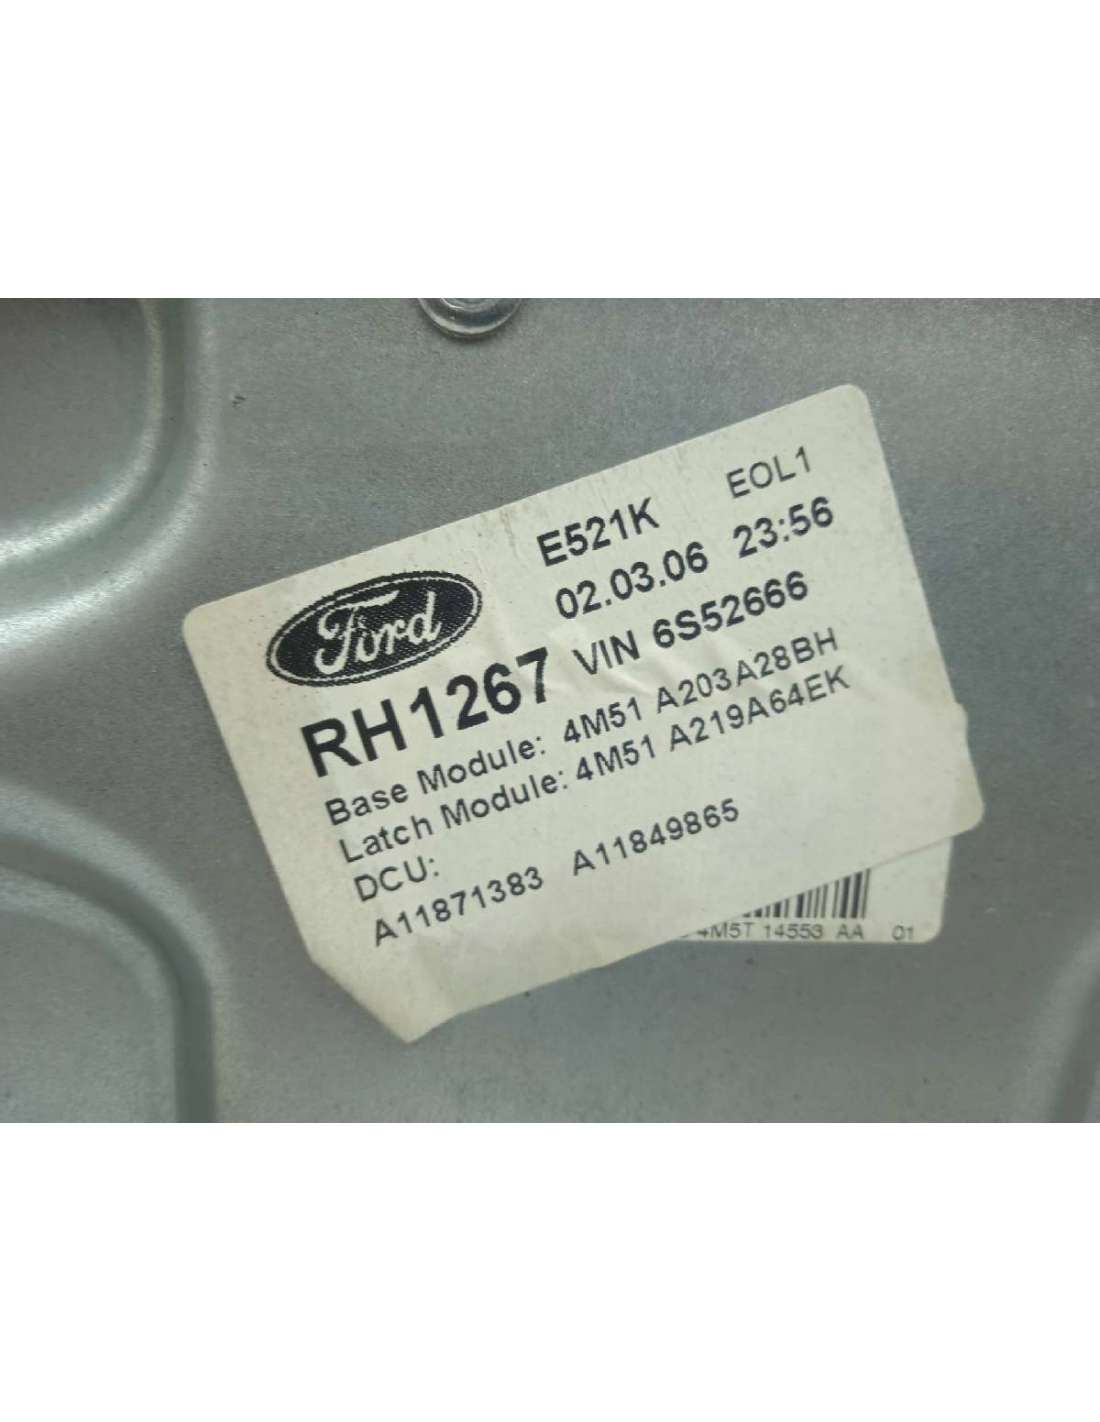 E521K EOL1
Ford 02.03.06 23:56
RH1267 VIN 6S52666
Base Module: 4M51 A203A28BH
Latch Module: 4M51 A219A64EK
DCU:
A11871383 A11849865
4M5T 14553 AA 01